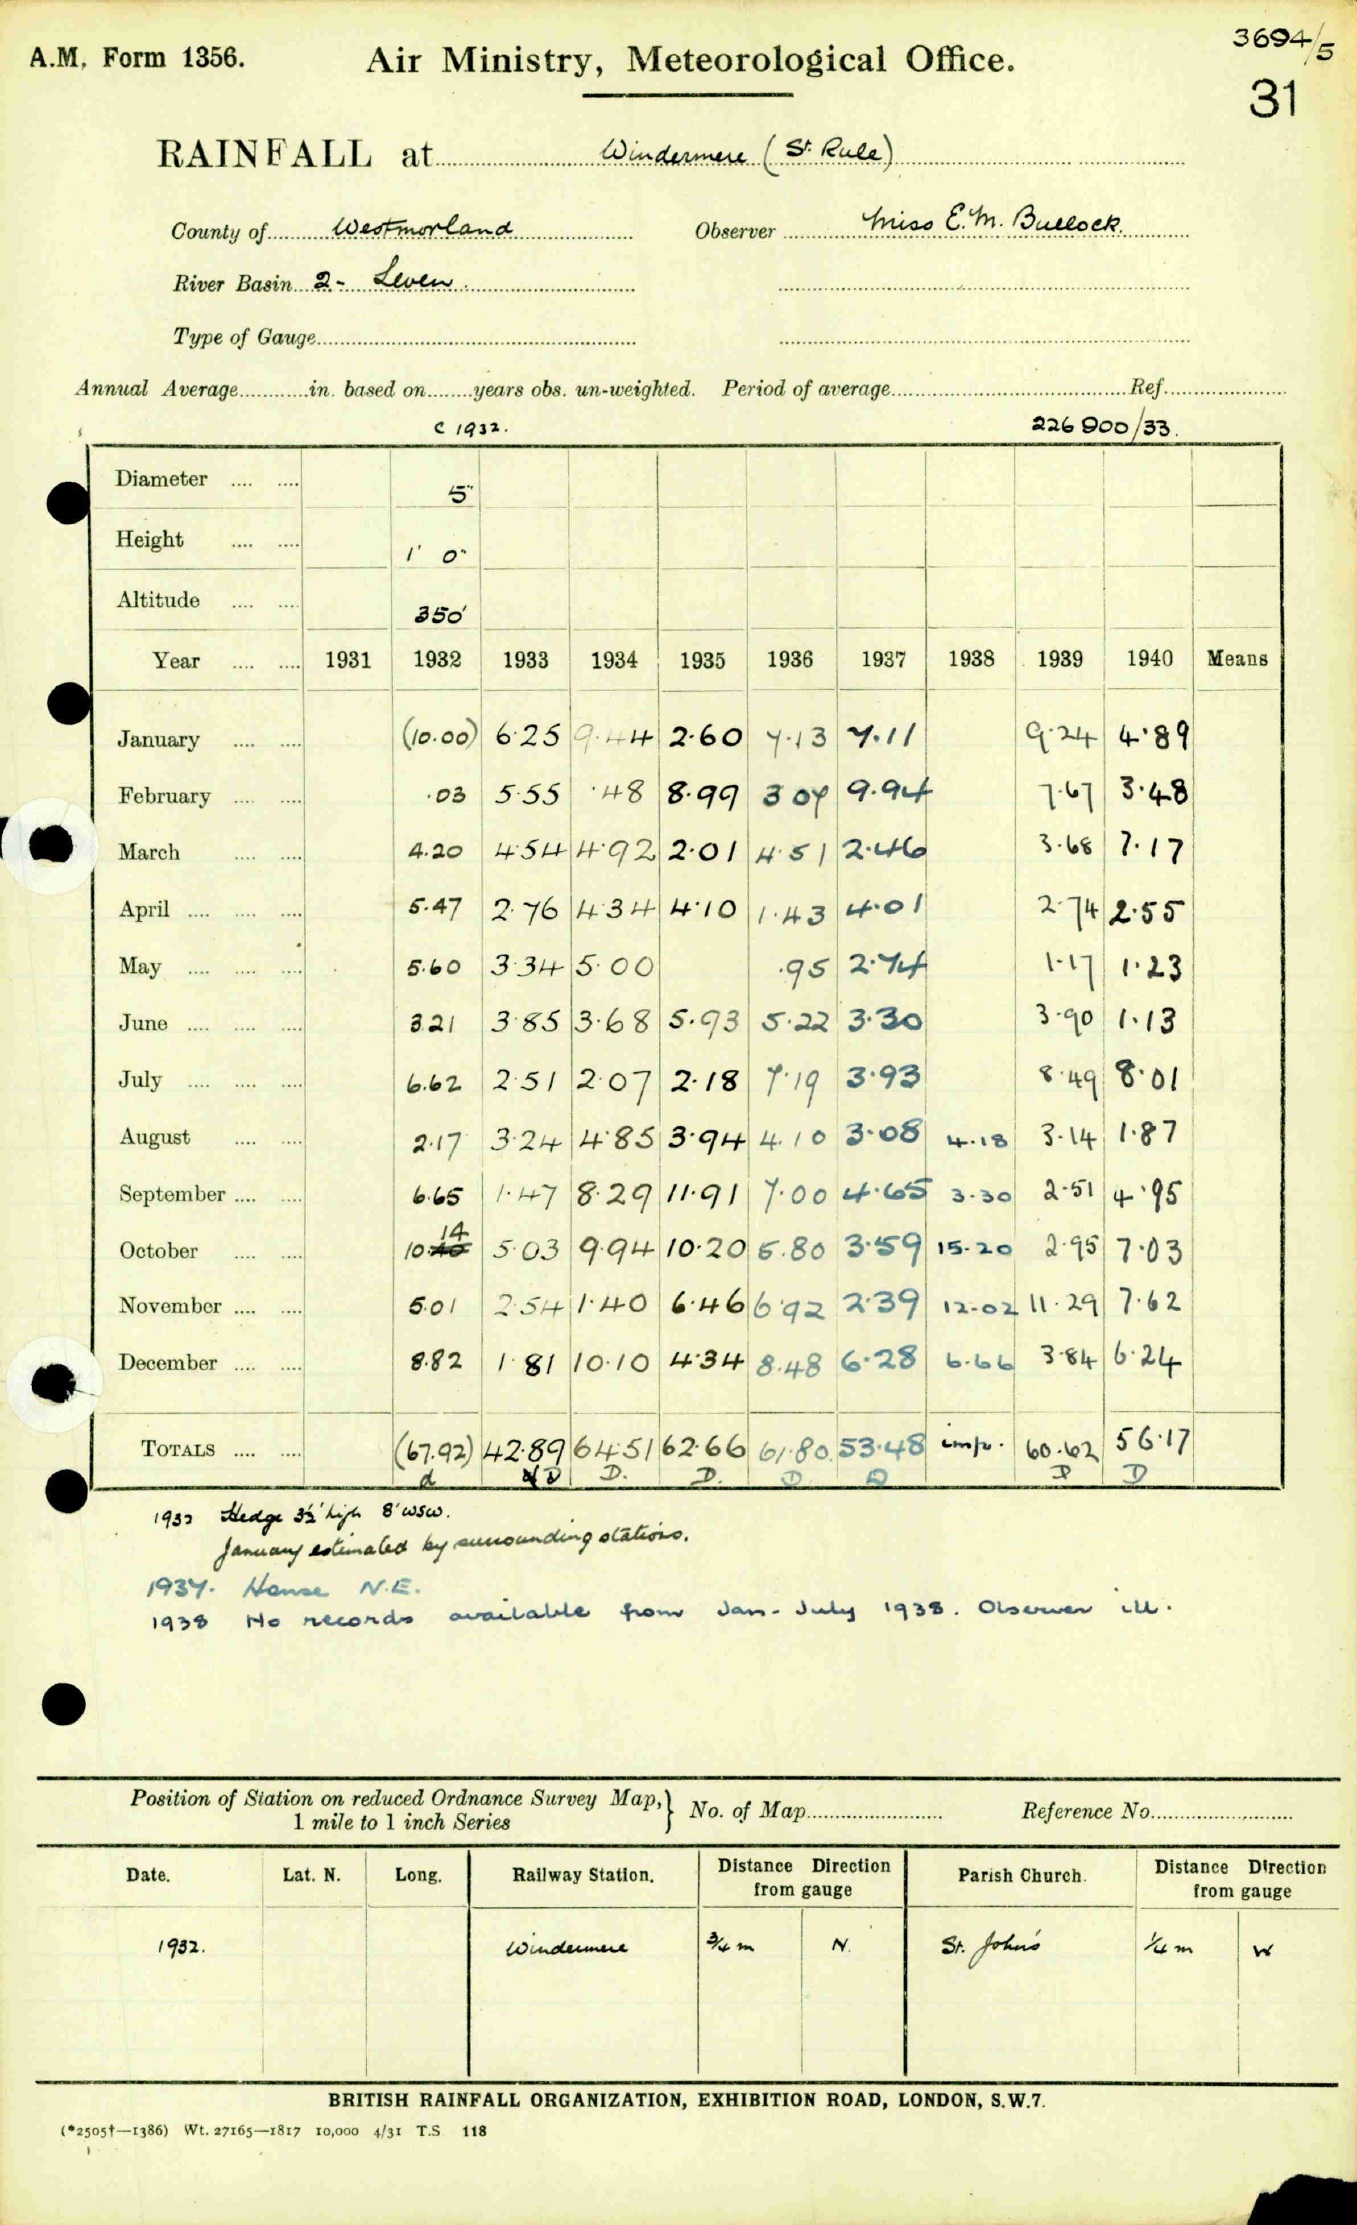 3694/5
A.M. Form 1356. Air Ministry, Meteorological Office.
31
RAINFALL at Windermere (St. Rule)
County of Westmorland Observer Miss E.M. Bullock.
River Basin 2- Leven.
Type of Gauge
Annual Average in. based on years obs. un-weighted. Period of average Ref.
c 1932. 226900/33.
Diameter 5"
Height 1' 0"
Altitude 350'
Year 1931 1932 1933 1934 1935 1936 1937 1938 1939 1940 Means
January (10.00) 6.25 9.44 2.60 7.13 7.11 9.24 4.89
February .03 5.55 .48 8.99 3.07 9.94 7.67 3.48
March 4.20 4.54 4.92 2.01 4.51 2.46 3.68 7.17
April 5.47 2.76 4.34 4.10 1.43 4.01 2.74 2.55
May 5.60 3.34 5.00 .95 2.74 1.17 1.23
June 3.21 3.85 3.68 5.93 5.22 3.30 3.90 1.13
July 6.62 2.51 2.07 2.18 7.19 3.93 8.49 8.01
August 2.17 3.24 4.85 3.94 4.10 3.08 4.18 3.14 1.87
September 6.65 1.47 8.29 11.91 7.00 4.65 3.30 2.51 4.95
October 10.40 14 5.03 9.94 10.20 5.80 3.59 15.20 2.95 7.03
November 5.01 2.54 1.40 6.46 6.92 2.39 12.02 11.29 7.62
December 8.82 1.81 10.10 4.34 8.48 6.28 6.66 3.84 6.24
TOTALS (67.92) 42.89 64.51 62.66 61.80 53.48 imp. 60.62 56.17
d D D. D. D D D D
1932 Hedge 3½' high 8' WSW.
January estimated by surrounding stations.
1937. House N.E.
1938 No records available from Jan- July 1938. Observer ill.
Position of Station on reduced Ordnance Survey Map,} No. of Map Reference No.
1 mile to 1 inch Series
Date. Lat. N. Long. Railway Station. Distance Direction from gauge Parish Church. Distance Direction from gauge
1932. Windermere ¾ m N. St. John's ¼ m W
BRITISH RAINFALL ORGANIZATION, EXHIBITION ROAD, LONDON, S.W.7.
(*2505†—1386) Wt. 27165—1817 10,000 4/31 T.S 118